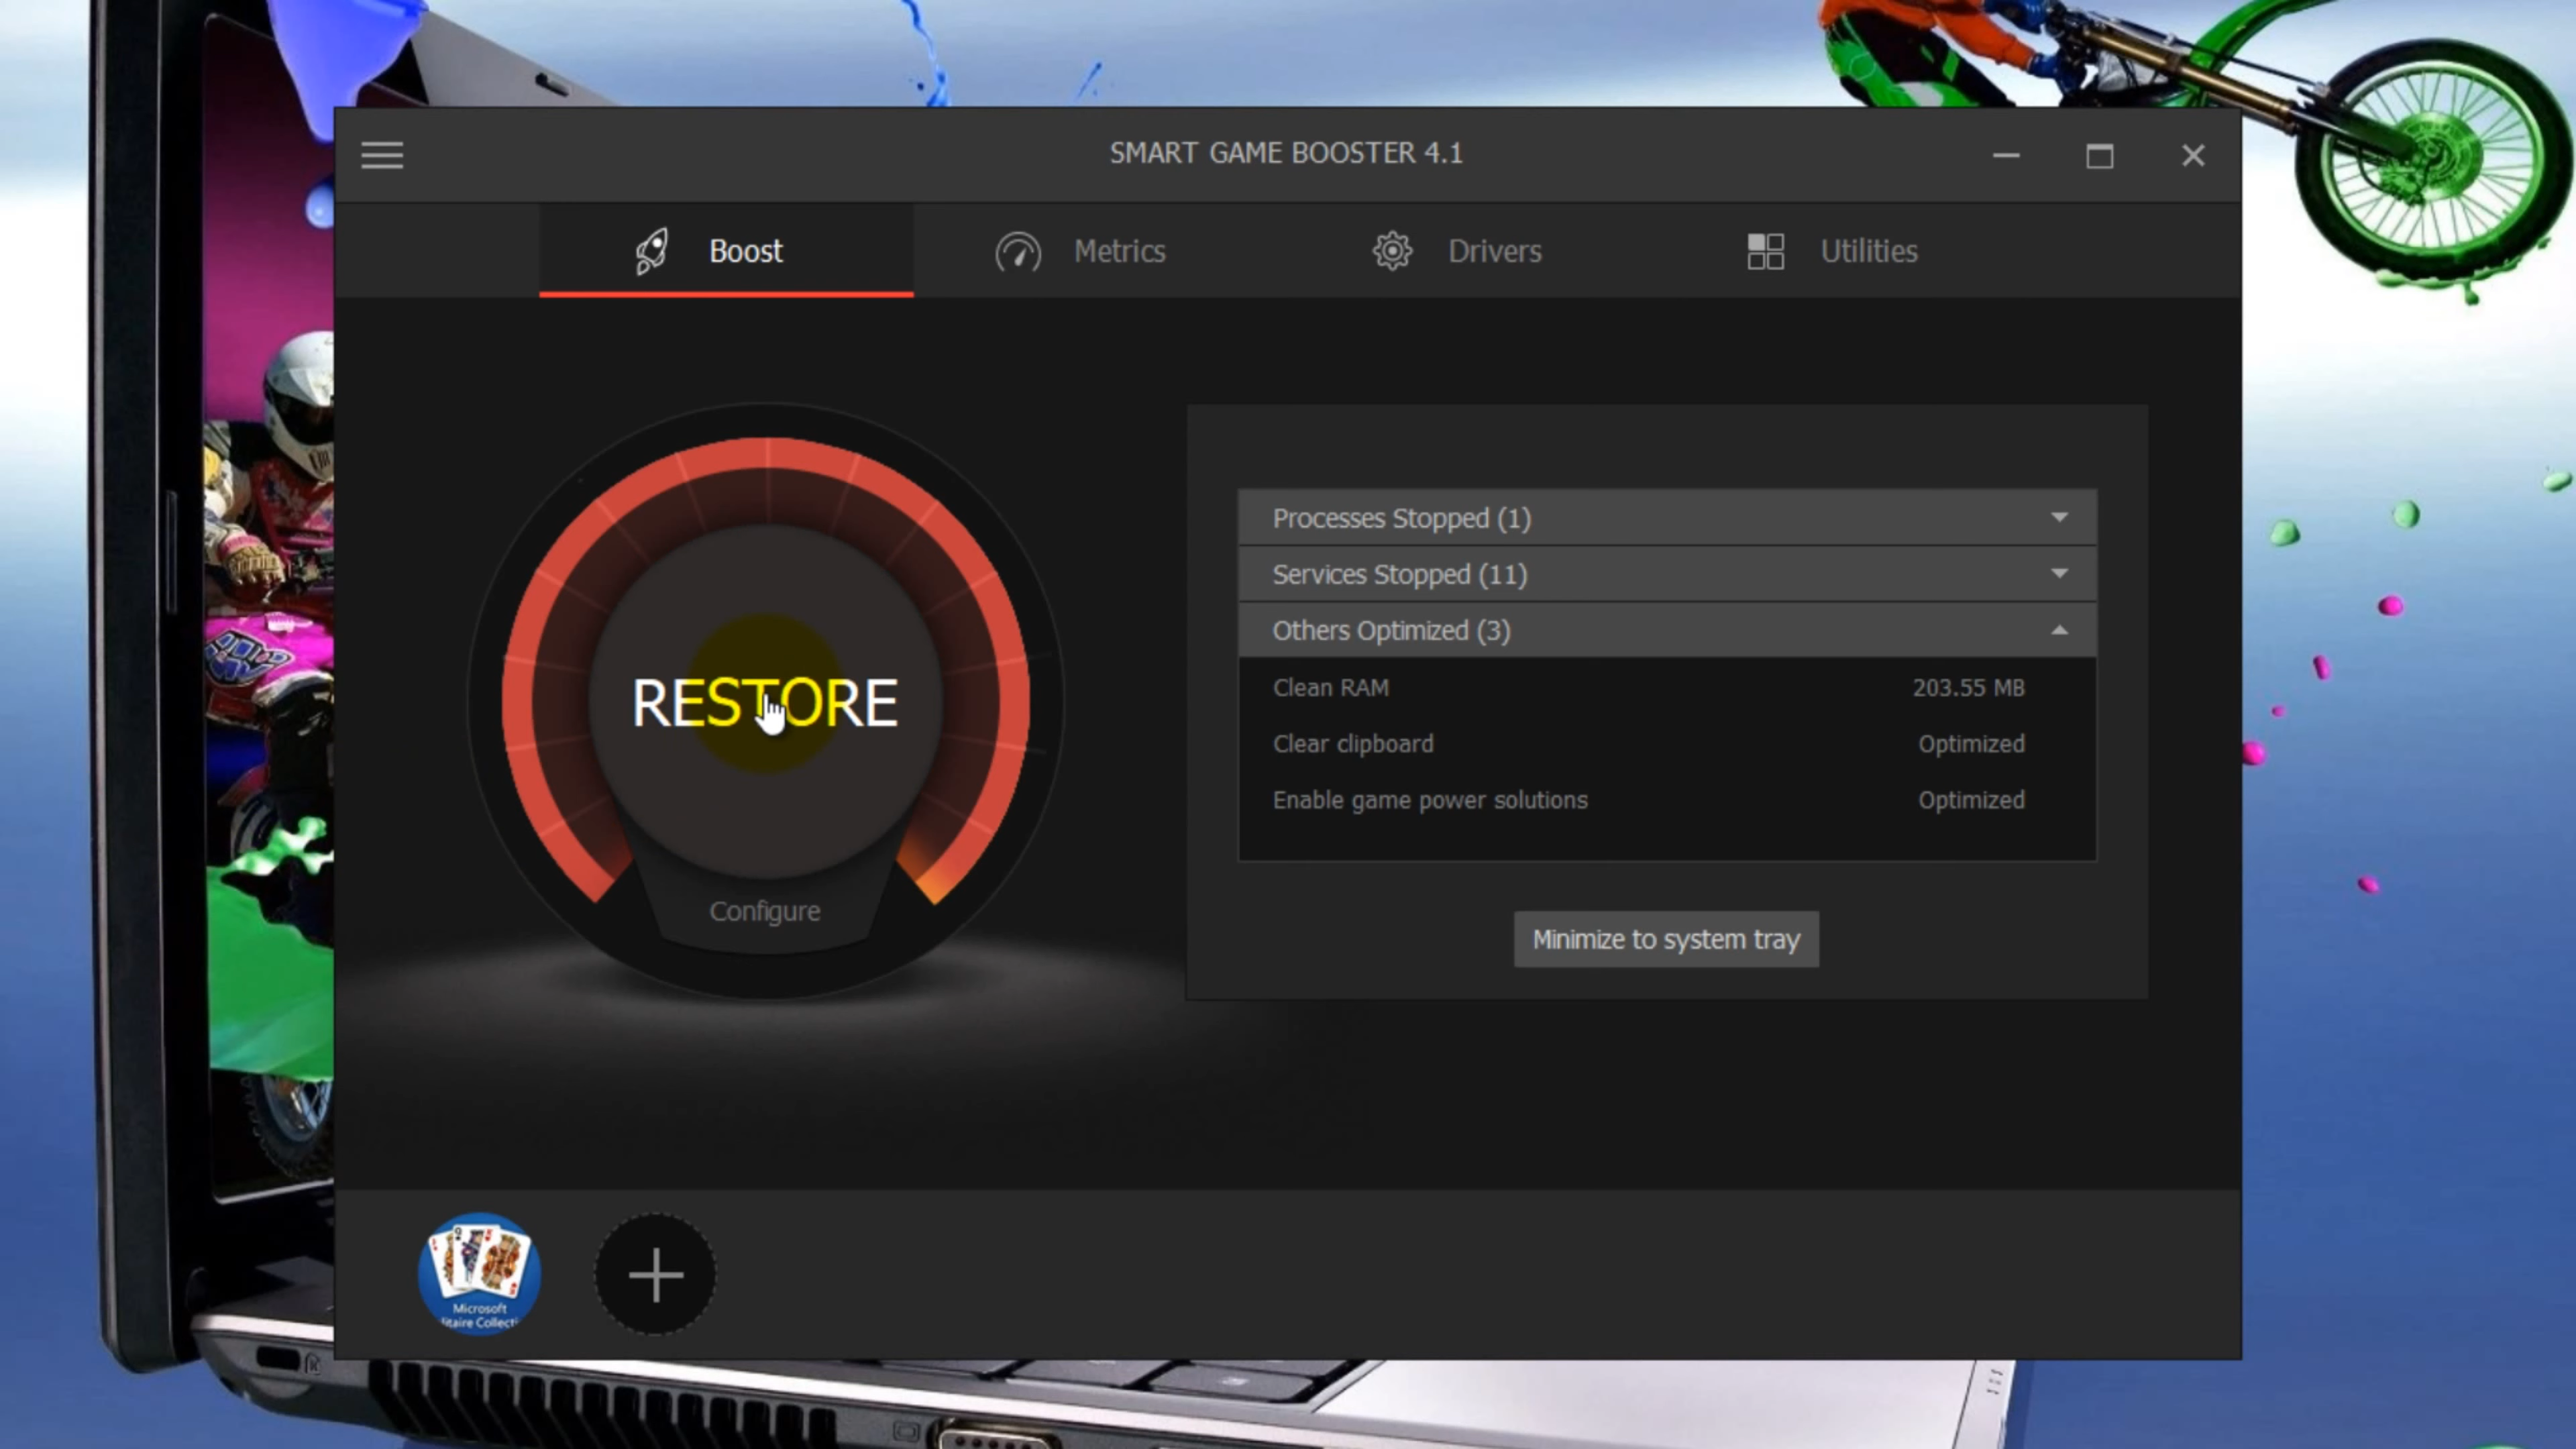 SMART GAME BOOSTER 4.1
Boost
Metrics
Drivers
Utilities
RESTORE
Configure
Processes Stopped (1)
Services Stopped (11)
Others Optimized (3)
Clean RAM 203.55 MB
Clear clipboard Optimized
Enable game power solutions Optimized
Minimize to system tray
Microsoft
litaire Collecti